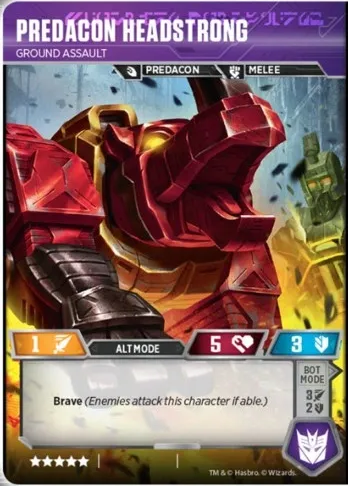 PREDACON HEADSTRONG
GROUND ASSAULT
PREDACON MELEE
1 ALT MODE 5 3
BOT
MODE
3
2
Brave (Enemies attack this character if able.)
TM & © Hasbro. © Wizards.